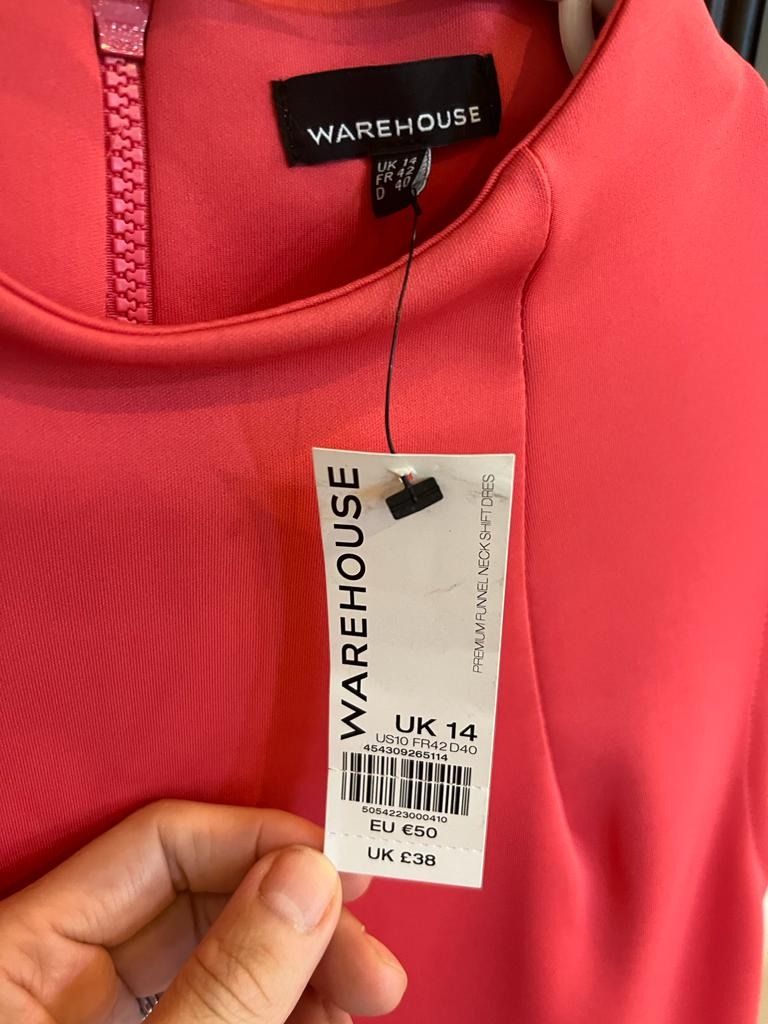 WAREHOUSE
UK 14
FR 42
D 40
WAREHOUSE
PREMIUM FUNNEL NECK SHIFT DRES
UK 14
US10 FR42 D40
454309265114
5054223000410
EU €50
UK £38